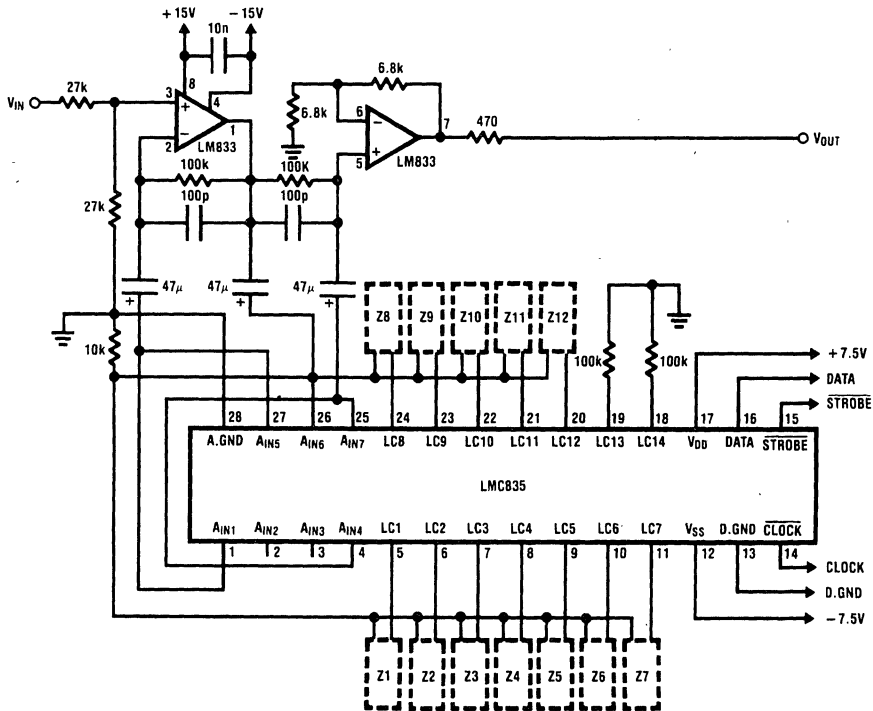 +15V
-15V
10n
8
4
V_IN
27k
3
+
-
2
1
LM833
6.8k
6.8k
6
-
+
5
7
470
V_OUT
LM833
100k
100K
100p
100p
27k
47μ
+
47μ
+
47μ
+
10k
Z8
Z9
Z10
Z11
Z12
100k
100k
+7.5V
DATA
STROBE
28
27
26
25
24
23
22
21
20
19
18
17
16
15
A.GND
A_IN5
A_IN6
A_IN7
LC8
LC9
LC10
LC11
LC12
LC13
LC14
V_DD
DATA
STROBE
LMC835
A_IN1
A_IN2
A_IN3
A_IN4
LC1
LC2
LC3
LC4
LC5
LC6
LC7
V_SS
D.GND
CLOCK
1
2
3
4
5
6
7
8
9
10
11
12
13
14
CLOCK
D.GND
-7.5V
Z1
Z2
Z3
Z4
Z5
Z6
Z7